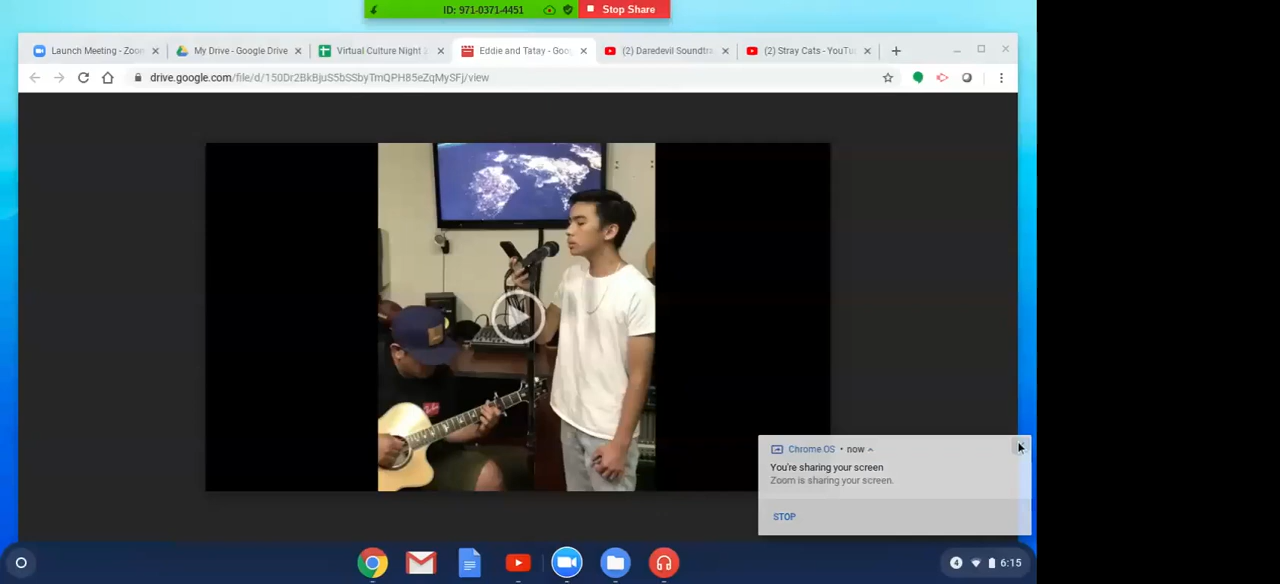 ID: 971-0371-4451 Stop Share
Launch Meeting - Zoom My Drive - Google Drive Virtual Culture Night Eddie and Tatay - Goo (2) Daredevil Soundtra (2) Stray Cats - YouTu
drive.google.com/file/d/150Dr2BkBjuS5bSSbyTmQPH85eZqMySFj/view
Chrome OS • now
You're sharing your screen
Zoom is sharing your screen.
STOP
4 6:15